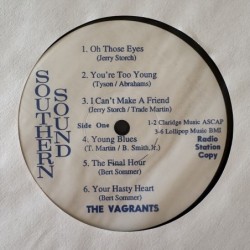 SOUTHERN
SOUND
1. Oh Those Eyes
(Jerry Storch)
2. You're Too Young
(Tyson / Abrahams)
3. I Can't Make A Friend
(Jerry Storch / Trade Martin)
Side One
1-2 Claridge Music ASCAP
3-6 Lollipop Music BMI
4. Young Blues
(T. Martin / B. Smith Jr.)
Radio
Station
Copy
5. The Final Hour
(Bert Sommer)
6. Your Hasty Heart
(Bert Sommer)
THE VAGRANTS